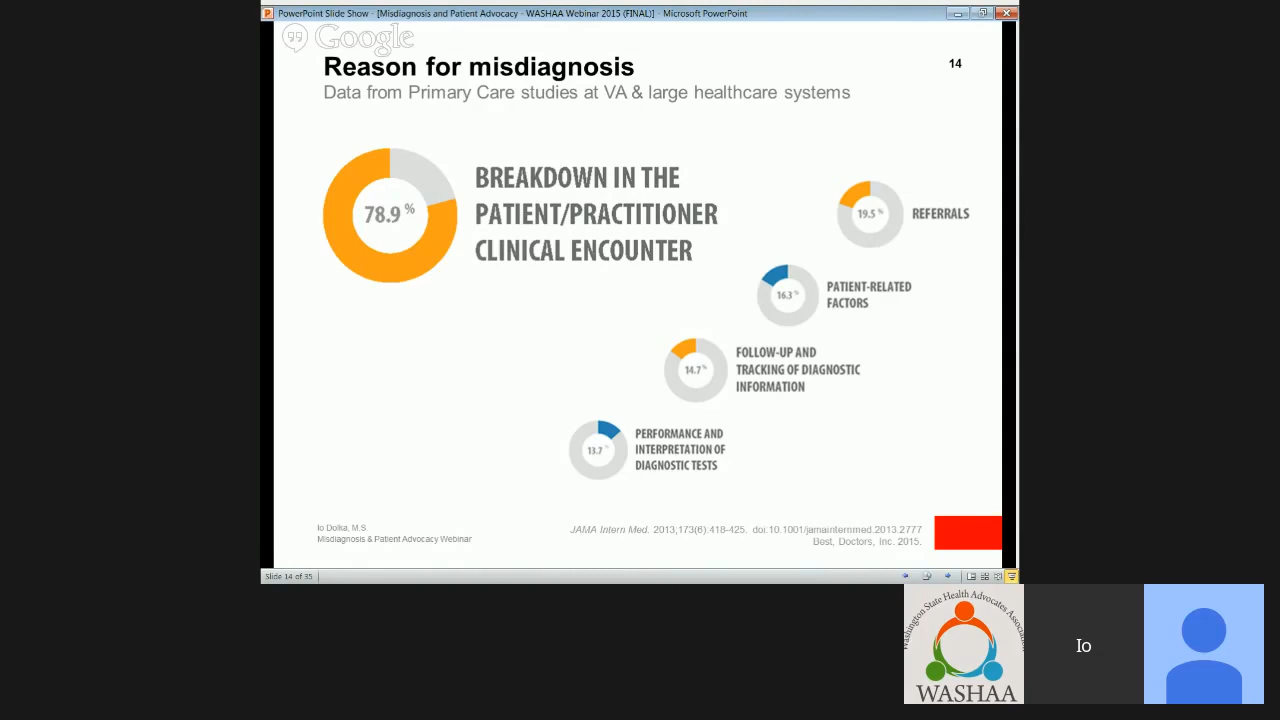 PowerPoint Slide Show - [Misdiagnosis and Patient Advocacy - WASHAA Webinar 2015 (FINAL)] - Microsoft PowerPoint
Google
Reason for misdiagnosis
14
Data from Primary Care studies at VA & large healthcare systems
78.9 %
BREAKDOWN IN THE
PATIENT/PRACTITIONER
CLINICAL ENCOUNTER
19.5 %
REFERRALS
16.3 %
PATIENT-RELATED
FACTORS
14.7 %
FOLLOW-UP AND
TRACKING OF DIAGNOSTIC
INFORMATION
13.7 %
PERFORMANCE AND
INTERPRETATION OF
DIAGNOSTIC TESTS
Io Dolka, M.S.
Misdiagnosis & Patient Advocacy Webinar
JAMA Intern Med. 2013,173(6):418-425. doi:10.1001/jamainternmed.2013.2777
Best, Doctors, Inc. 2015.
Slide 14 of 35
Washington State Health Advocates Association
WASHAA
Io